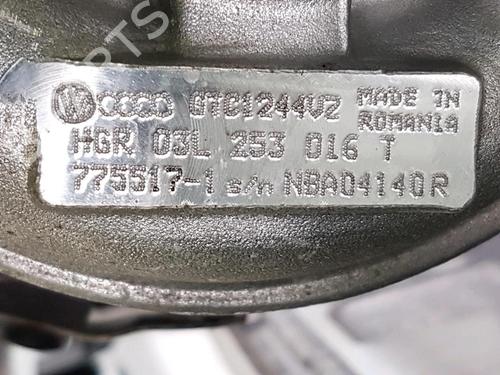 GTC1244VZ MADE IN
ROMANIA
HGR 03L 253 016 T
775517-1 s/n NBA04140R